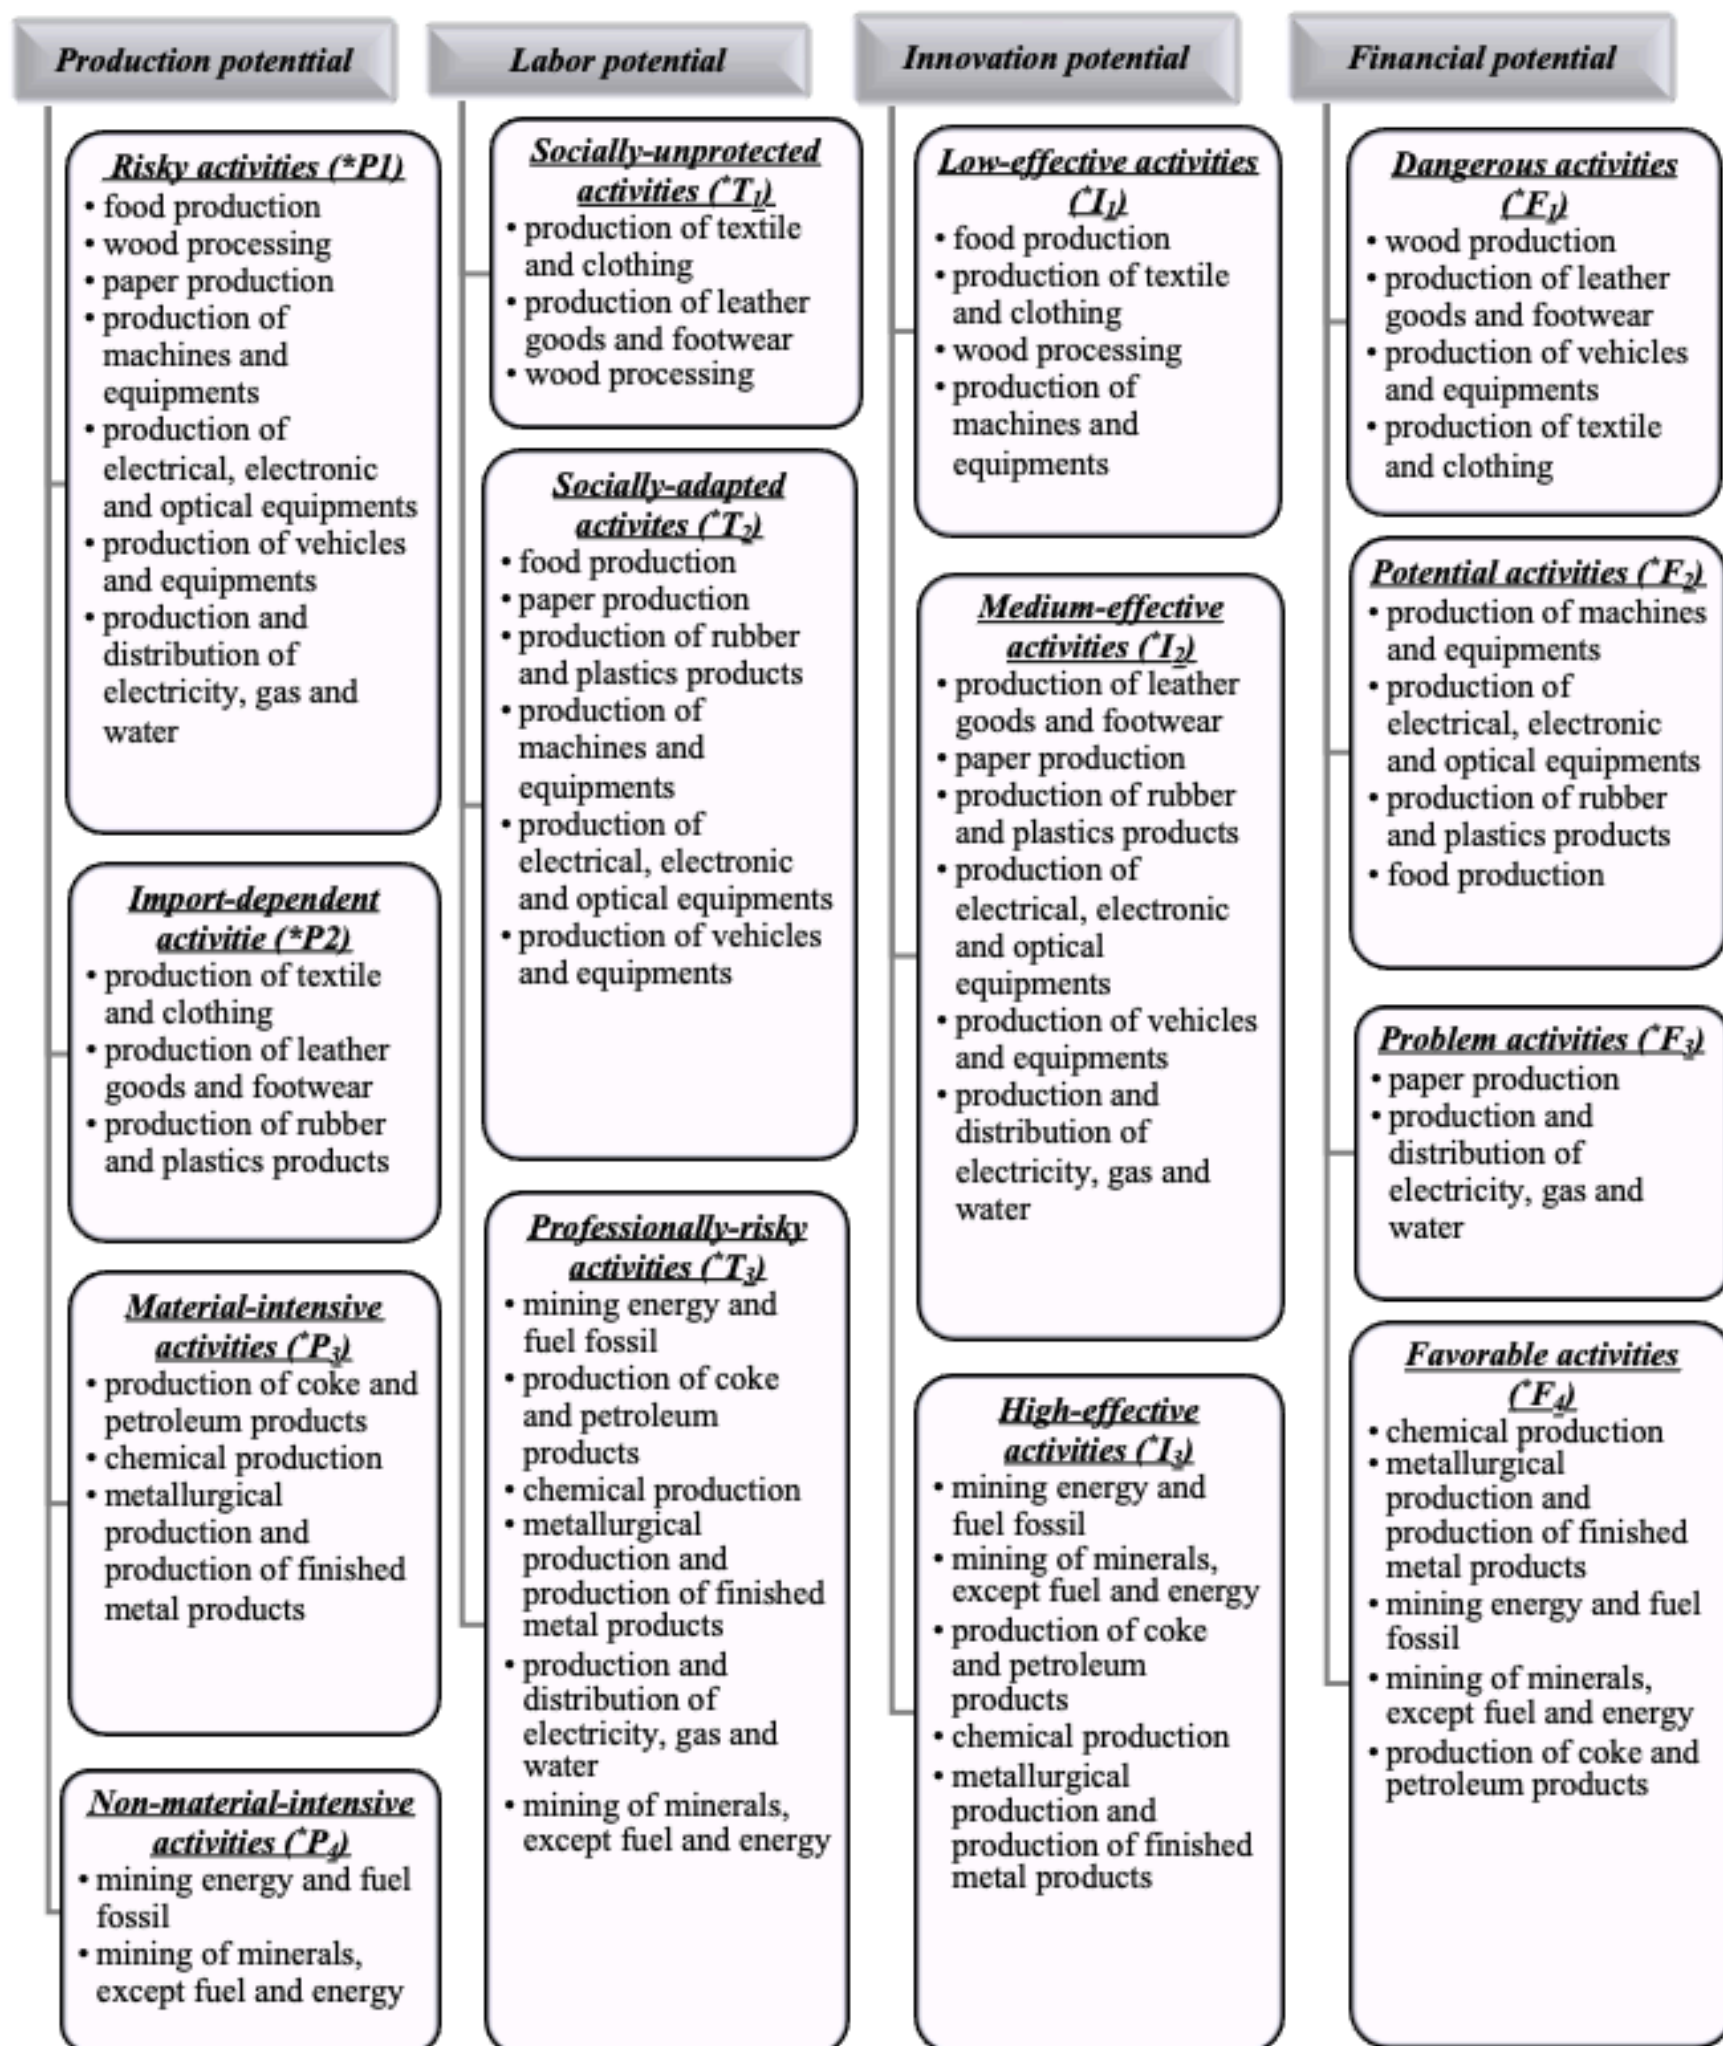 Production potenttial
Risky activities (*P1)
• food production
• wood processing
• paper production
• production of
machines and
equipments
• production of
electrical, electronic
and optical equipments
• production of vehicles
and equipments
• production and
distribution of
electricity, gas and
water
Import-dependent
activitie (*P2)
• production of textile
and clothing
• production of leather
goods and footwear
• production of rubber
and plastics products
Material-intensive
activities (*P3)
• production of coke and
petroleum products
• chemical production
• metallurgical
production and
production of finished
metal products
Non-material-intensive
activities (*P4)
• mining energy and fuel
fossil
• mining of minerals,
except fuel and energy
Labor potential
Socially-unprotected
activities (*T1)
• production of textile
and clothing
• production of leather
goods and footwear
• wood processing
Socially-adapted
activites (*T2)
• food production
• paper production
• production of rubber
and plastics products
• production of
machines and
equipments
• production of
electrical, electronic
and optical equipments
• production of vehicles
and equipments
Professionally-risky
activities (*T3)
• mining energy and
fuel fossil
• production of coke
and petroleum
products
• chemical production
• metallurgical
production and
production of finished
metal products
• production and
distribution of
electricity, gas and
water
• mining of minerals,
except fuel and energy
Innovation potential
Low-effective activities
(*I1)
• food production
• production of textile
and clothing
• wood processing
• production of
machines and
equipments
Medium-effective
activities (*I2)
• production of leather
goods and footwear
• paper production
• production of rubber
and plastics products
• production of
electrical, electronic
and optical
equipments
• production of vehicles
and equipments
• production and
distribution of
electricity, gas and
water
High-effective
activities (*I3)
• mining energy and
fuel fossil
• mining of minerals,
except fuel and energy
• production of coke
and petroleum
products
• chemical production
• metallurgical
production and
production of finished
metal products
Financial potential
Dangerous activities
(*F1)
• wood production
• production of leather
goods and footwear
• production of vehicles
and equipments
• production of textile
and clothing
Potential activities (*F2)
• production of machines
and equipments
• production of
electrical, electronic
and optical equipments
• production of rubber
and plastics products
• food production
Problem activities (*F3)
• paper production
• production and
distribution of
electricity, gas and
water
Favorable activities
(*F4)
• chemical production
• metallurgical
production and
production of finished
metal products
• mining energy and fuel
fossil
• mining of minerals,
except fuel and energy
• production of coke and
petroleum products